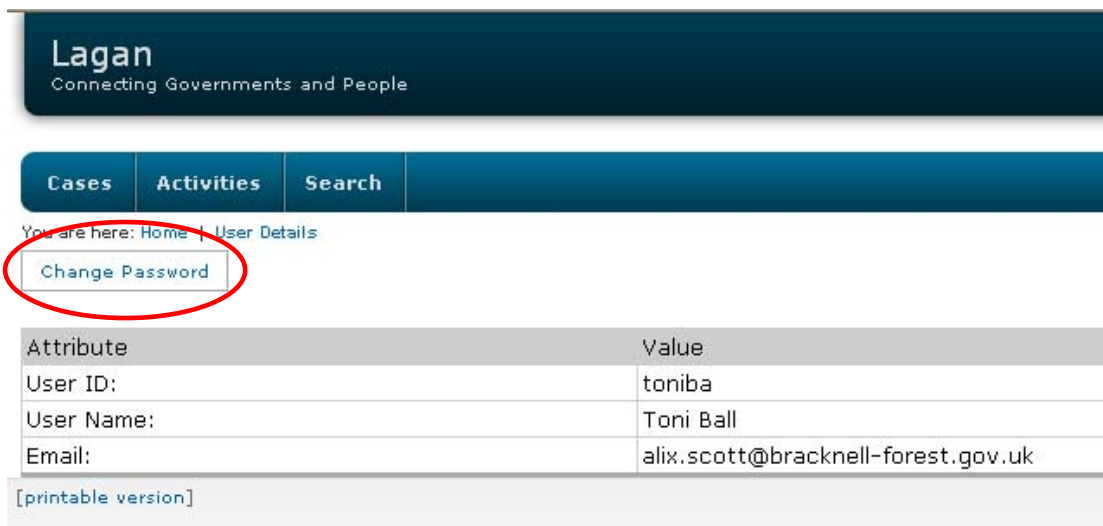 Lagan
Connecting Governments and People
Cases Activities Search
You are here: Home | User Details
Change Password
Attribute Value
User ID: toniba
User Name: Toni Ball
Email: alix.scott@bracknell-forest.gov.uk
[printable version]